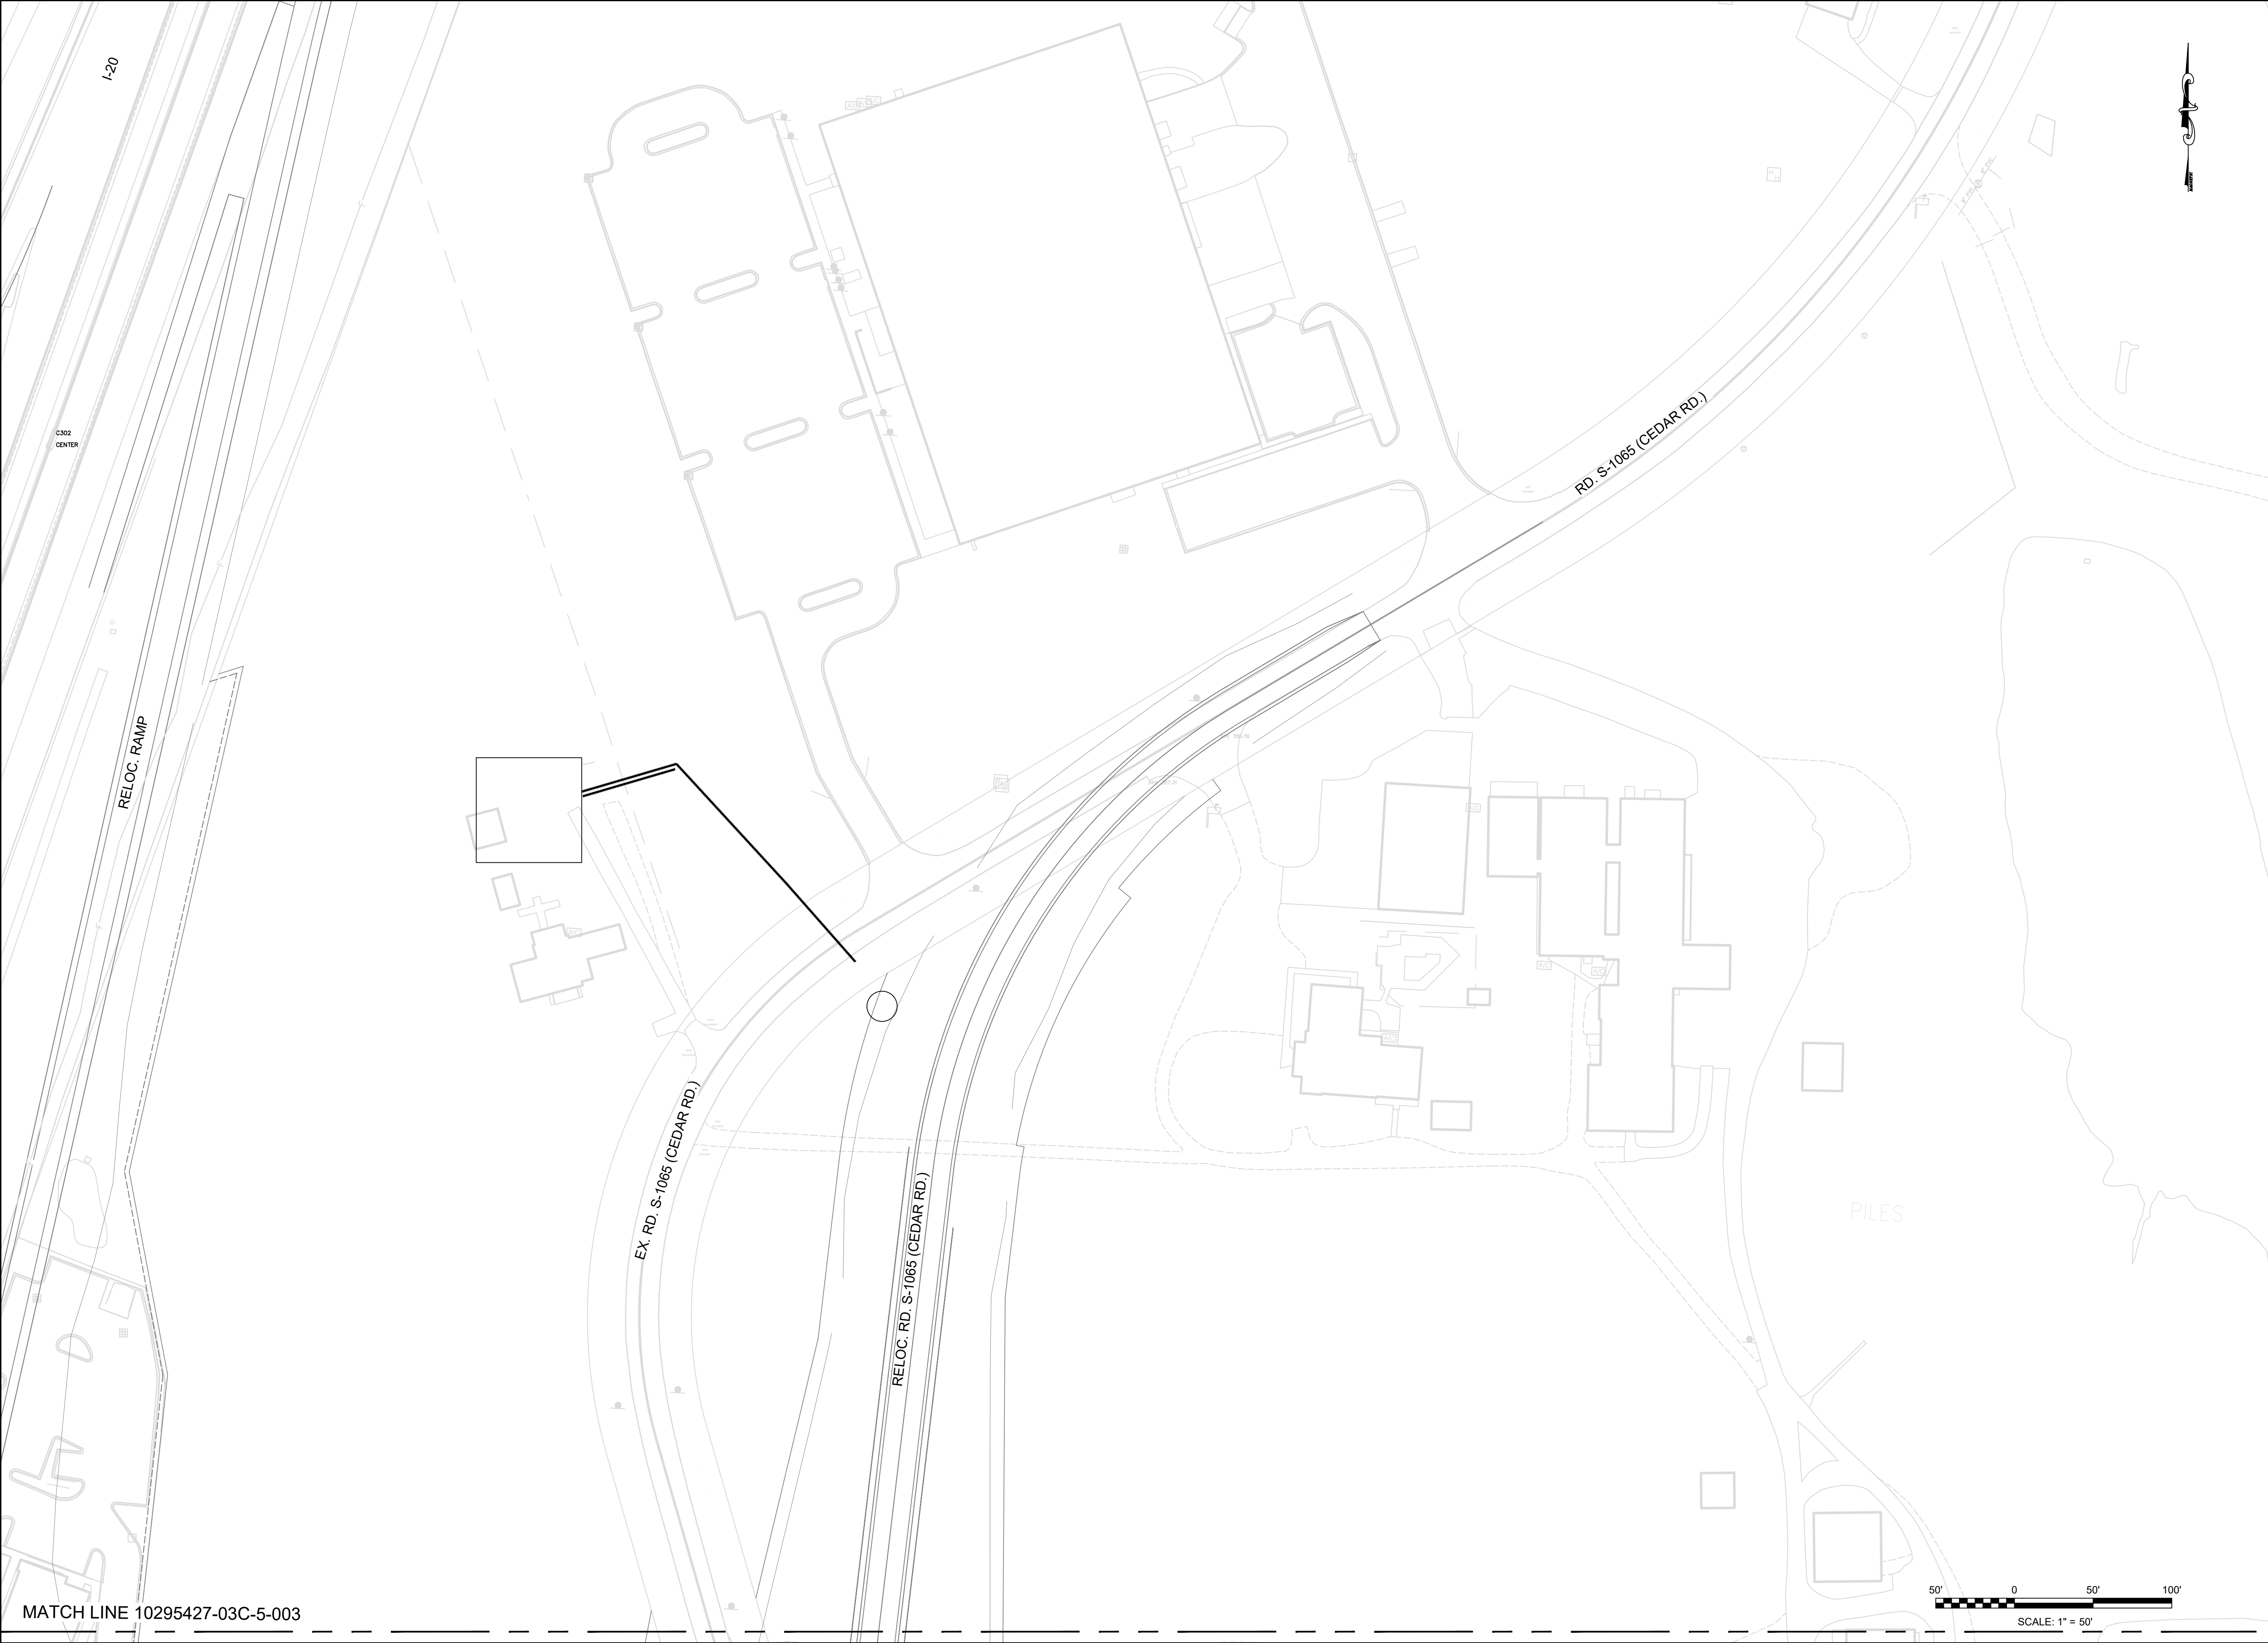 I-20
C302
CENTER
RD. S-1065 (CEDAR RD.)
RELOC. RAMP
EX. RD. S-1065 (CEDAR RD.)
RELOC. RD. S-1065 (CEDAR RD.)
PILES
MATCH LINE 10295427-03C-5-003
50' 0 50' 100'
SCALE: 1" = 50'